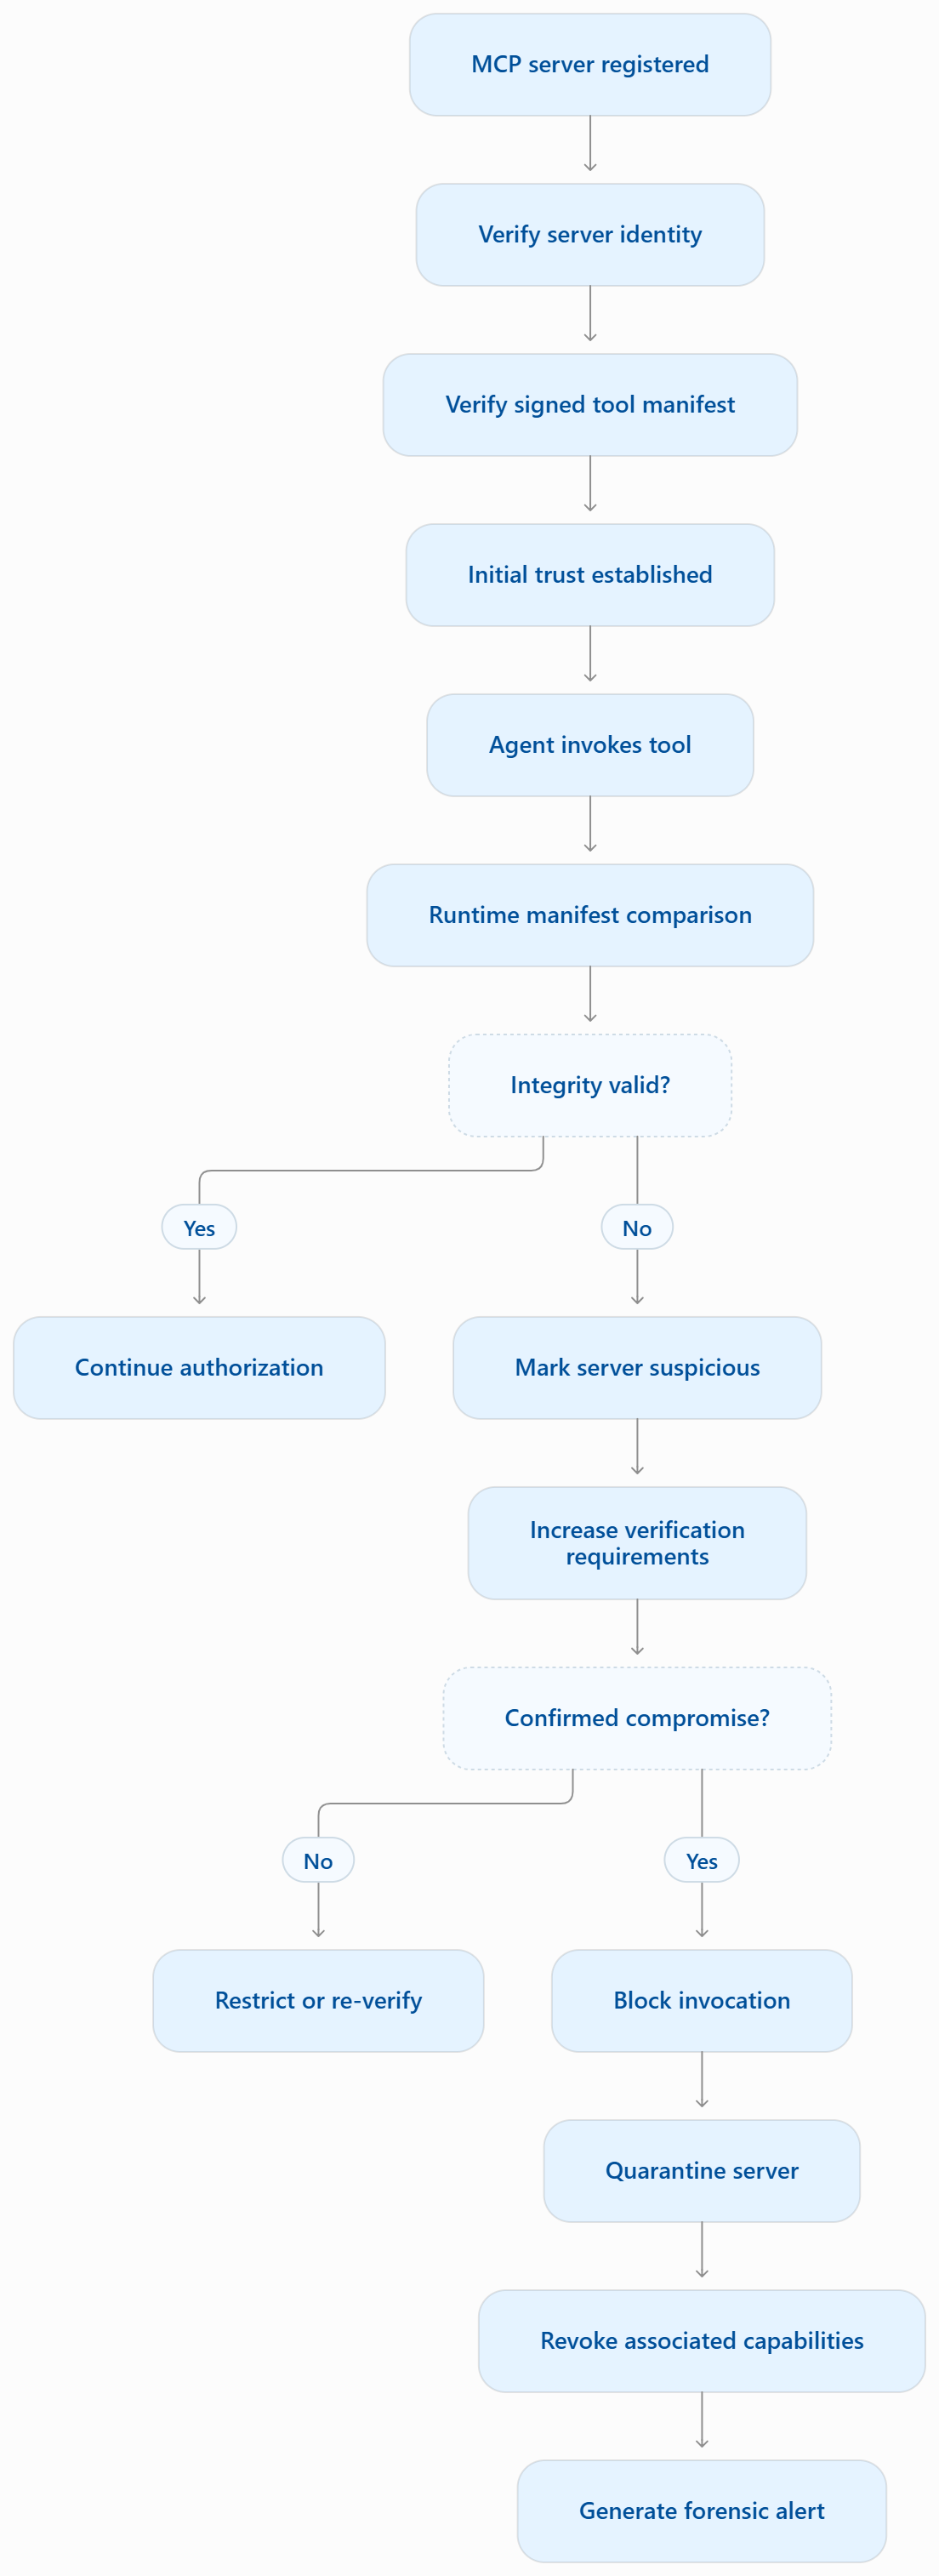 MCP server registered
Verify server identity
Verify signed tool manifest
Initial trust established
Agent invokes tool
Runtime manifest comparison
Integrity valid?
Yes
No
Continue authorization
Mark server suspicious
Increase verification
requirements
Confirmed compromise?
No
Yes
Restrict or re-verify
Block invocation
Quarantine server
Revoke associated capabilities
Generate forensic alert